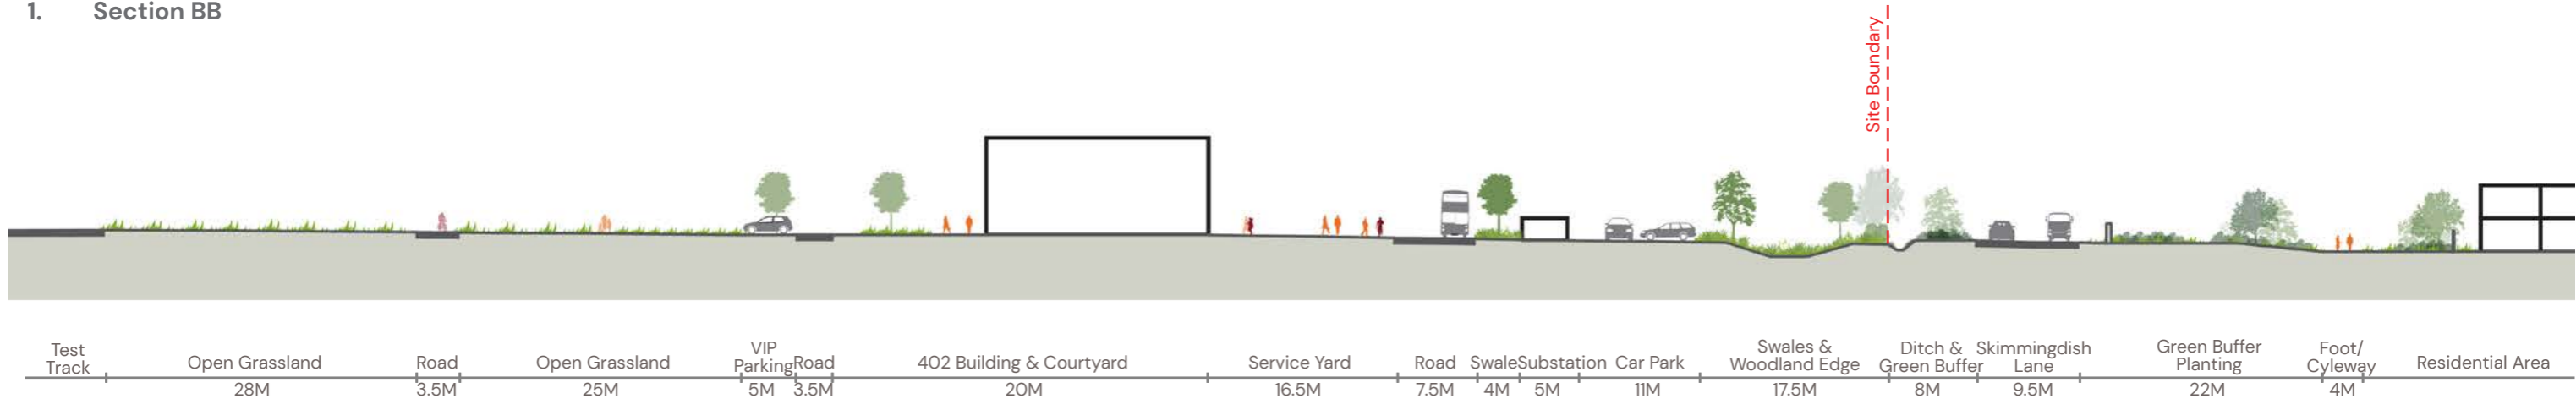 1. Section BB
Site Boundary
Test
Track
Open Grassland
Road
Open Grassland
VIP
Parking
Road
402 Building & Courtyard
Service Yard
Road
Swale
Substation
Car Park
Swales &
Woodland Edge
Ditch &
Green Buffer
Skimmingdish
Lane
Green Buffer
Planting
Foot/
Cyleway
Residential Area
28M
3.5M
25M
5M
3.5M
20M
16.5M
7.5M
4M
5M
11M
17.5M
8M
9.5M
22M
4M